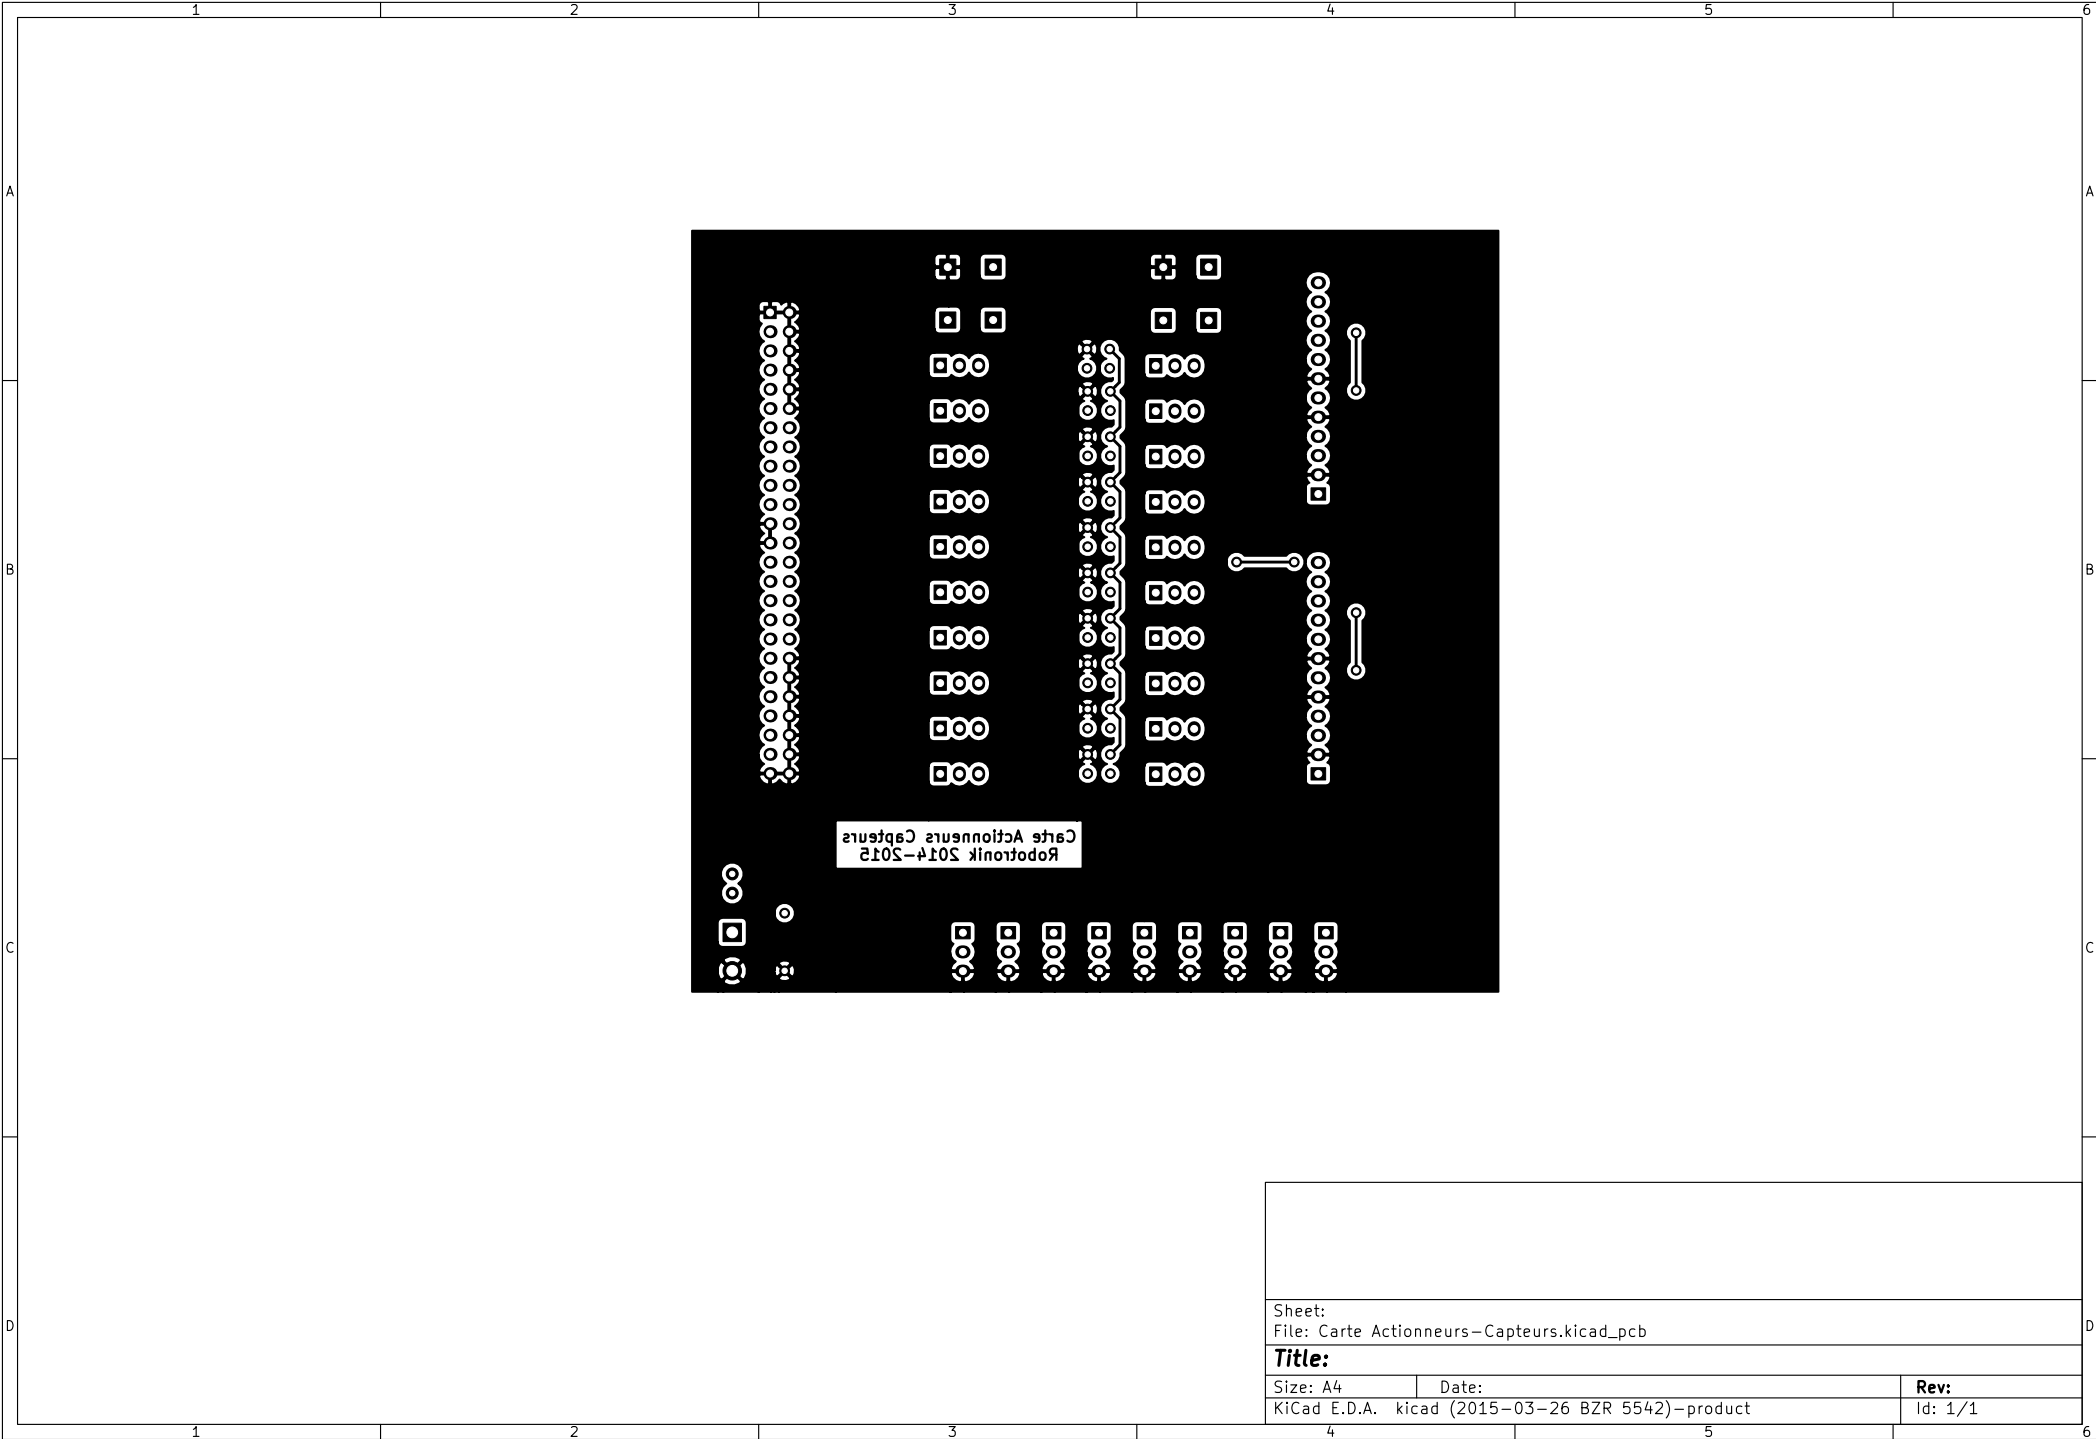 1 2 3 4 5 6
A A
B B
C C
D D
Carte Actionneurs Capteurs
Robotronik 2014-2015
Sheet:
File: Carte Actionneurs-Capteurs.kicad_pcb
Title:
Size: A4 Date: Rev:
KiCad E.D.A. kicad (2015-03-26 BZR 5542)-product Id: 1/1
1 2 3 4 5 6